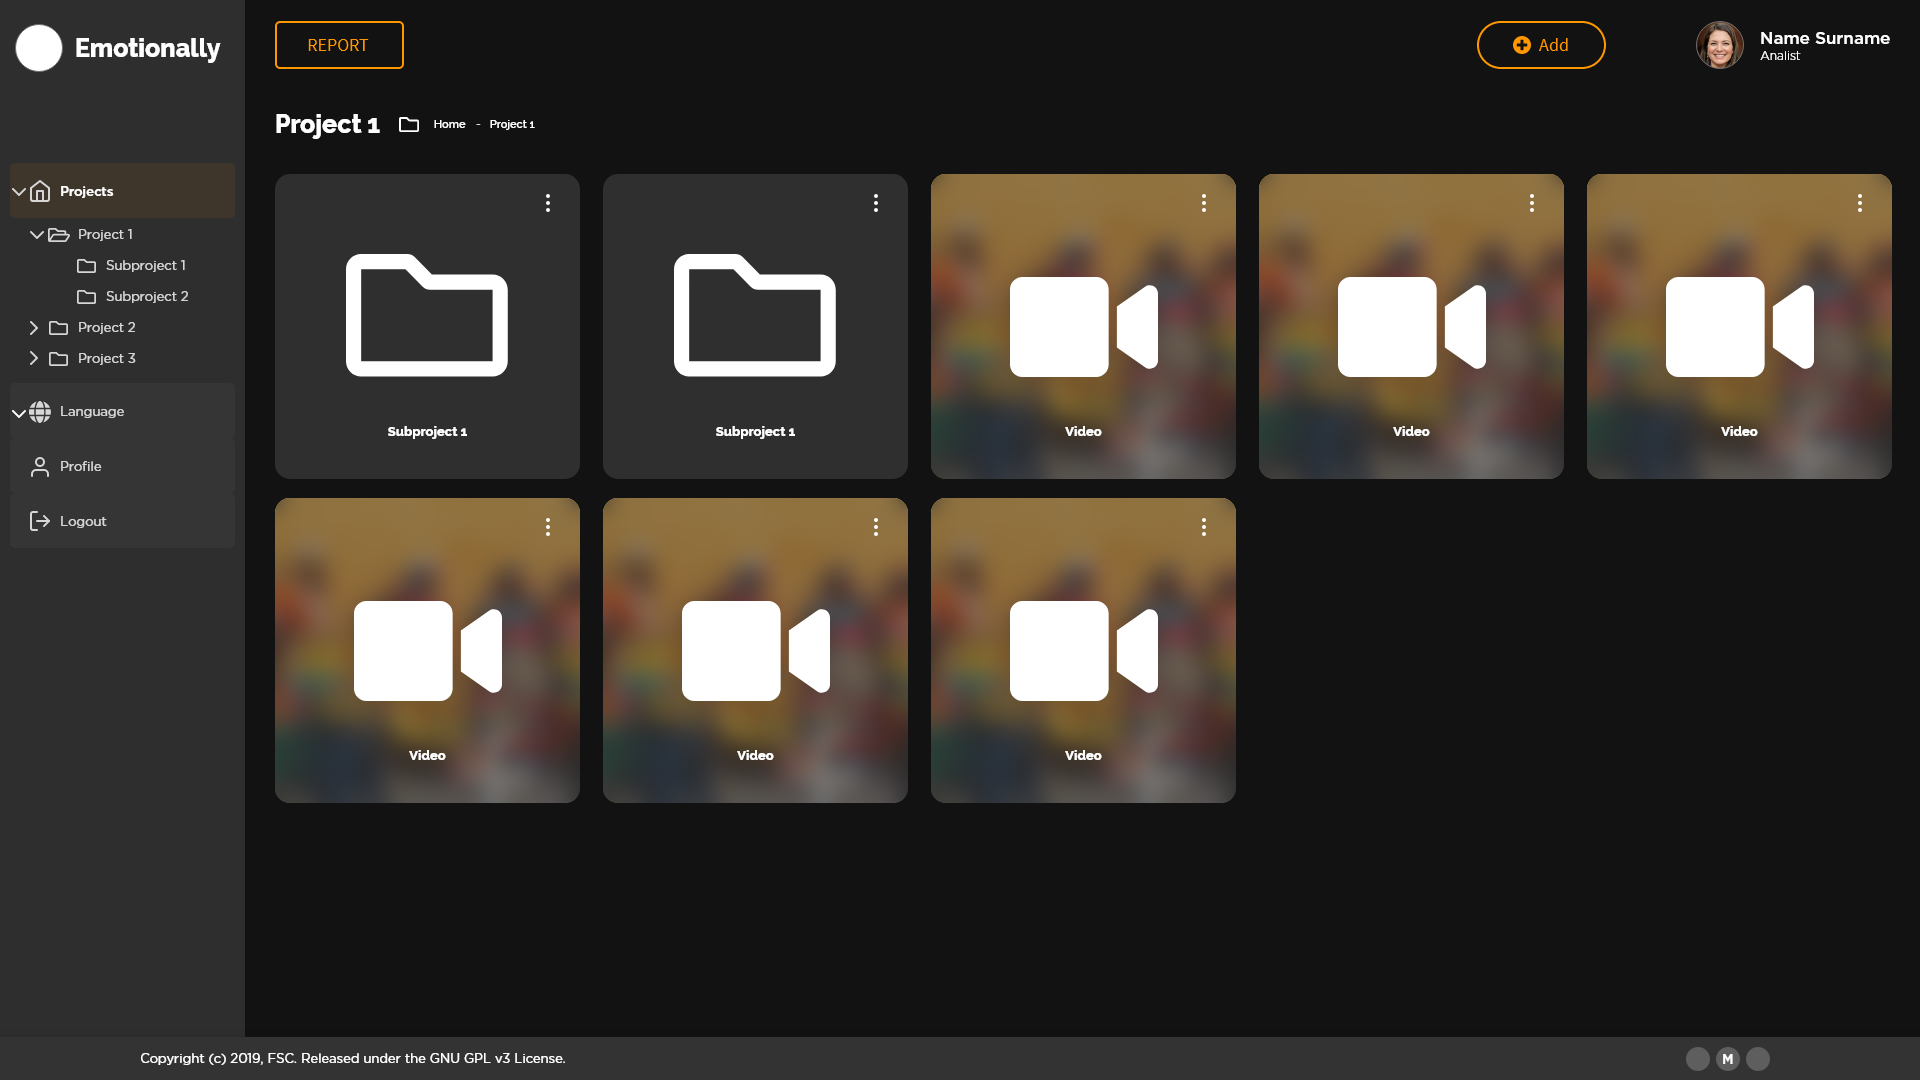 Emotionally
REPORT
Add
Name Surname
Analist
Project 1
Home - Project 1
Projects
Project 1
Subproject 1
Subproject 2
Project 2
Project 3
Language
Profile
Logout
Subproject 1
Subproject 1
Video
Video
Video
Video
Video
Video
Copyright (c) 2019, FSC. Released under the GNU GPL v3 License.
M